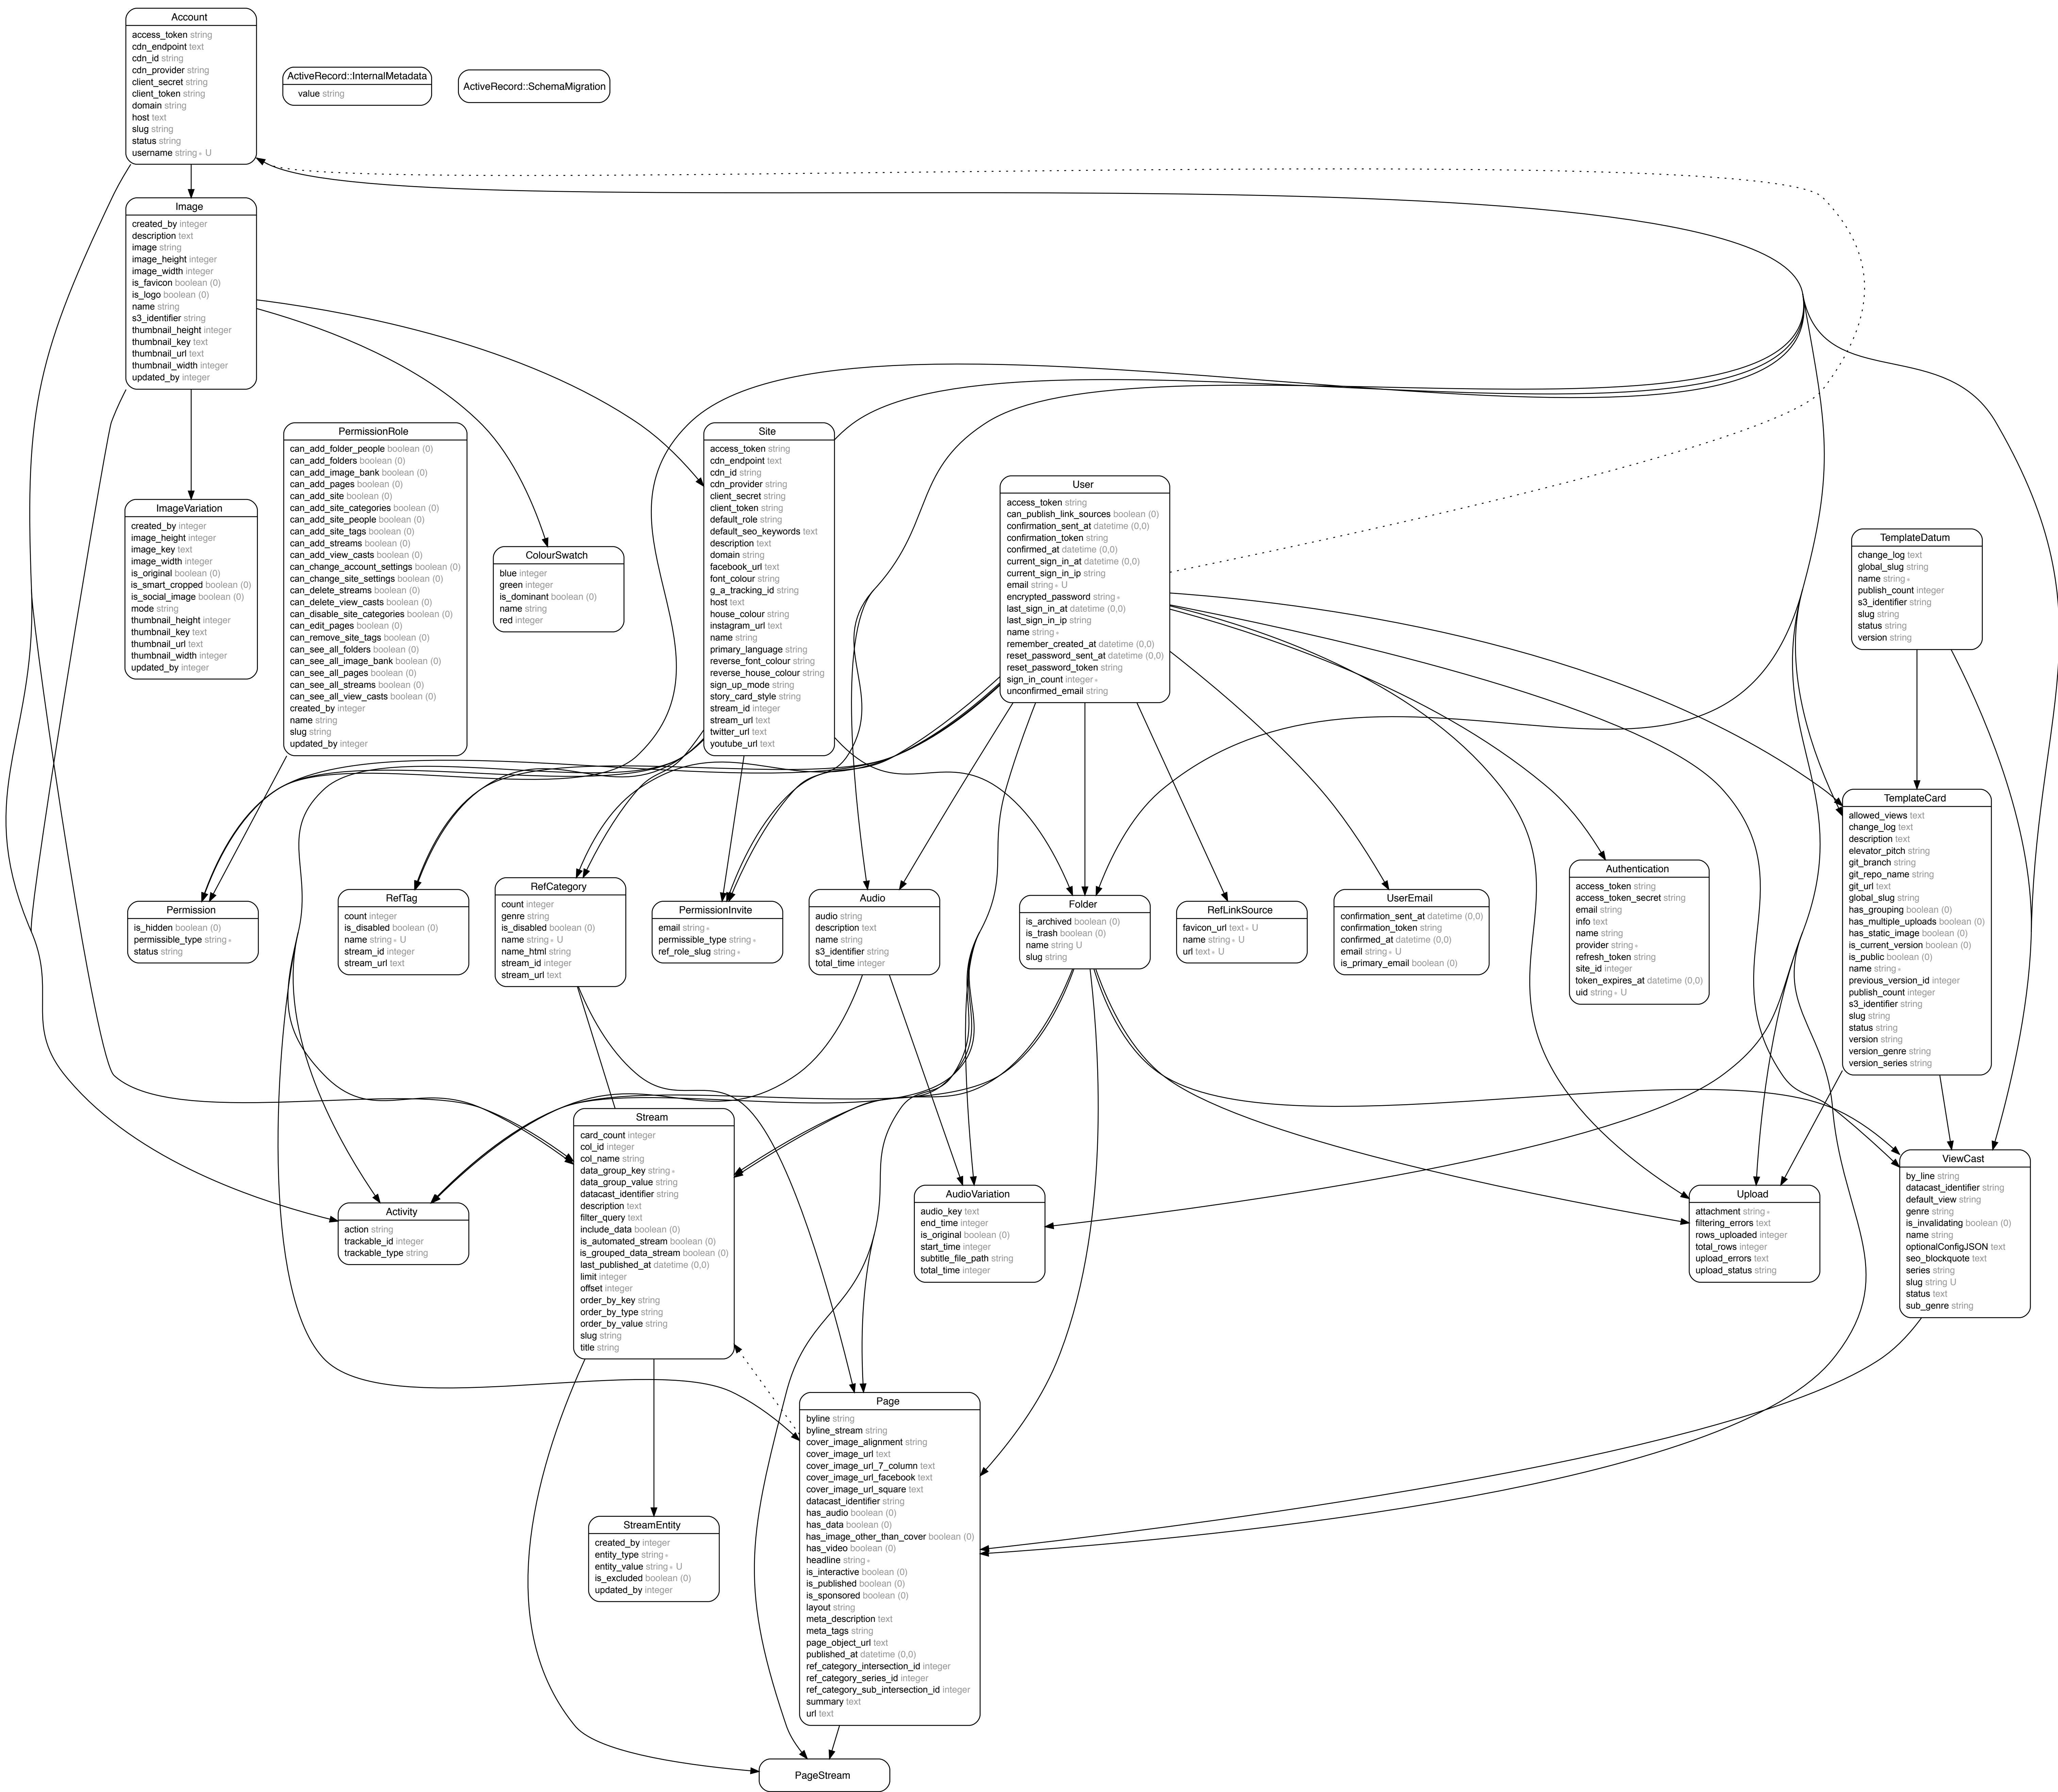 Account
access_token string
cdn_endpoint text
cdn_id string
cdn_provider string
client_secret string
client_token string
domain string
host text
slug string
status string
username string ∗ U
ActiveRecord::InternalMetadata
value string
ActiveRecord::SchemaMigration
Image
created_by integer
description text
image string
image_height integer
image_width integer
is_favicon boolean (0)
is_logo boolean (0)
name string
s3_identifier string
thumbnail_height integer
thumbnail_key text
thumbnail_url text
thumbnail_width integer
updated_by integer
PermissionRole
can_add_folder_people boolean (0)
can_add_folders boolean (0)
can_add_image_bank boolean (0)
can_add_pages boolean (0)
can_add_site boolean (0)
can_add_site_categories boolean (0)
can_add_site_people boolean (0)
can_add_site_tags boolean (0)
can_add_streams boolean (0)
can_add_view_casts boolean (0)
can_change_account_settings boolean (0)
can_change_site_settings boolean (0)
can_delete_streams boolean (0)
can_delete_view_casts boolean (0)
can_disable_site_categories boolean (0)
can_edit_pages boolean (0)
can_remove_site_tags boolean (0)
can_see_all_folders boolean (0)
can_see_all_image_bank boolean (0)
can_see_all_pages boolean (0)
can_see_all_streams boolean (0)
can_see_all_view_casts boolean (0)
created_by integer
name string
slug string
updated_by integer
Site
access_token string
cdn_endpoint text
cdn_id string
cdn_provider string
client_secret string
client_token string
default_role string
default_seo_keywords text
description text
domain string
facebook_url text
font_colour string
g_a_tracking_id string
host text
house_colour string
instagram_url text
name string
primary_language string
reverse_font_colour string
reverse_house_colour string
sign_up_mode string
story_card_style string
stream_id integer
stream_url text
twitter_url text
youtube_url text
User
access_token string
can_publish_link_sources boolean (0)
confirmation_sent_at datetime (0,0)
confirmation_token string
confirmed_at datetime (0,0)
current_sign_in_at datetime (0,0)
current_sign_in_ip string
email string ∗ U
encrypted_password string ∗
last_sign_in_at datetime (0,0)
last_sign_in_ip string
name string ∗
remember_created_at datetime (0,0)
reset_password_sent_at datetime (0,0)
reset_password_token string
sign_in_count integer ∗
unconfirmed_email string
ImageVariation
created_by integer
image_height integer
image_key text
image_width integer
is_original boolean (0)
is_smart_cropped boolean (0)
is_social_image boolean (0)
mode string
thumbnail_height integer
thumbnail_key text
thumbnail_url text
thumbnail_width integer
updated_by integer
ColourSwatch
blue integer
green integer
is_dominant boolean (0)
name string
red integer
TemplateDatum
change_log text
global_slug string
name string ∗
publish_count integer
s3_identifier string
slug string
status string
version string
TemplateCard
allowed_views text
change_log text
description text
elevator_pitch string
git_branch string
git_repo_name string
git_url text
global_slug string
has_grouping boolean (0)
has_multiple_uploads boolean (0)
has_static_image boolean (0)
is_current_version boolean (0)
is_public boolean (0)
name string ∗
previous_version_id integer
publish_count integer
s3_identifier string
slug string
status string
version string
version_genre string
version_series string
Permission
is_hidden boolean (0)
permissible_type string ∗
status string
RefTag
count integer
is_disabled boolean (0)
name string ∗ U
stream_id integer
stream_url text
RefCategory
count integer
genre string
is_disabled boolean (0)
name string ∗ U
name_html string
stream_id integer
stream_url text
PermissionInvite
email string ∗
permissible_type string ∗
ref_role_slug string ∗
Audio
audio string
description text
name string
s3_identifier string
total_time integer
Folder
is_archived boolean (0)
is_trash boolean (0)
name string U
slug string
RefLinkSource
favicon_url text ∗ U
name string ∗ U
url text ∗ U
UserEmail
confirmation_sent_at datetime (0,0)
confirmation_token string
confirmed_at datetime (0,0)
email string ∗ U
is_primary_email boolean (0)
Authentication
access_token string
access_token_secret string
email string
info text
name string
provider string ∗
refresh_token string
site_id integer
token_expires_at datetime (0,0)
uid string ∗ U
Stream
card_count integer
col_id integer
col_name string
data_group_key string ∗
data_group_value string
datacast_identifier string
description text
filter_query text
include_data boolean (0)
is_automated_stream boolean (0)
is_grouped_data_stream boolean (0)
last_published_at datetime (0,0)
limit integer
offset integer
order_by_key string
order_by_type string
order_by_value string
slug string
title string
Activity
action string
trackable_id integer
trackable_type string
AudioVariation
audio_key text
end_time integer
is_original boolean (0)
start_time integer
subtitle_file_path string
total_time integer
Upload
attachment string ∗
filtering_errors text
rows_uploaded integer
total_rows integer
upload_errors text
upload_status string
ViewCast
by_line string
datacast_identifier string
default_view string
genre string
is_invalidating boolean (0)
name string
optionalConfigJSON text
seo_blockquote text
series string
slug string U
status text
sub_genre string
Page
byline string
byline_stream string
cover_image_alignment string
cover_image_url text
cover_image_url_7_column text
cover_image_url_facebook text
cover_image_url_square text
datacast_identifier string
has_audio boolean (0)
has_data boolean (0)
has_image_other_than_cover boolean (0)
has_video boolean (0)
headline string ∗
is_interactive boolean (0)
is_published boolean (0)
is_sponsored boolean (0)
layout string
meta_description text
meta_tags string
page_object_url text
published_at datetime (0,0)
ref_category_intersection_id integer
ref_category_series_id integer
ref_category_sub_intersection_id integer
summary text
url text
StreamEntity
created_by integer
entity_type string ∗
entity_value string ∗ U
is_excluded boolean (0)
updated_by integer
PageStream